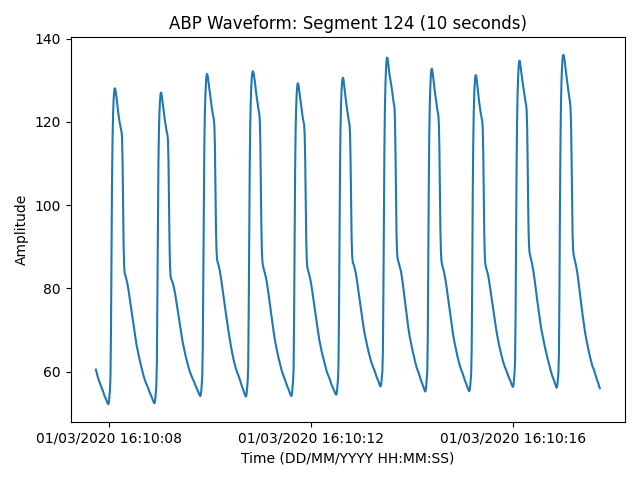 ABP Waveform: Segment 124 (10 seconds)
Amplitude
140
120
100
80
60
01/03/2020 16:10:08
01/03/2020 16:10:12
01/03/2020 16:10:16
Time (DD/MM/YYYY HH:MM:SS)